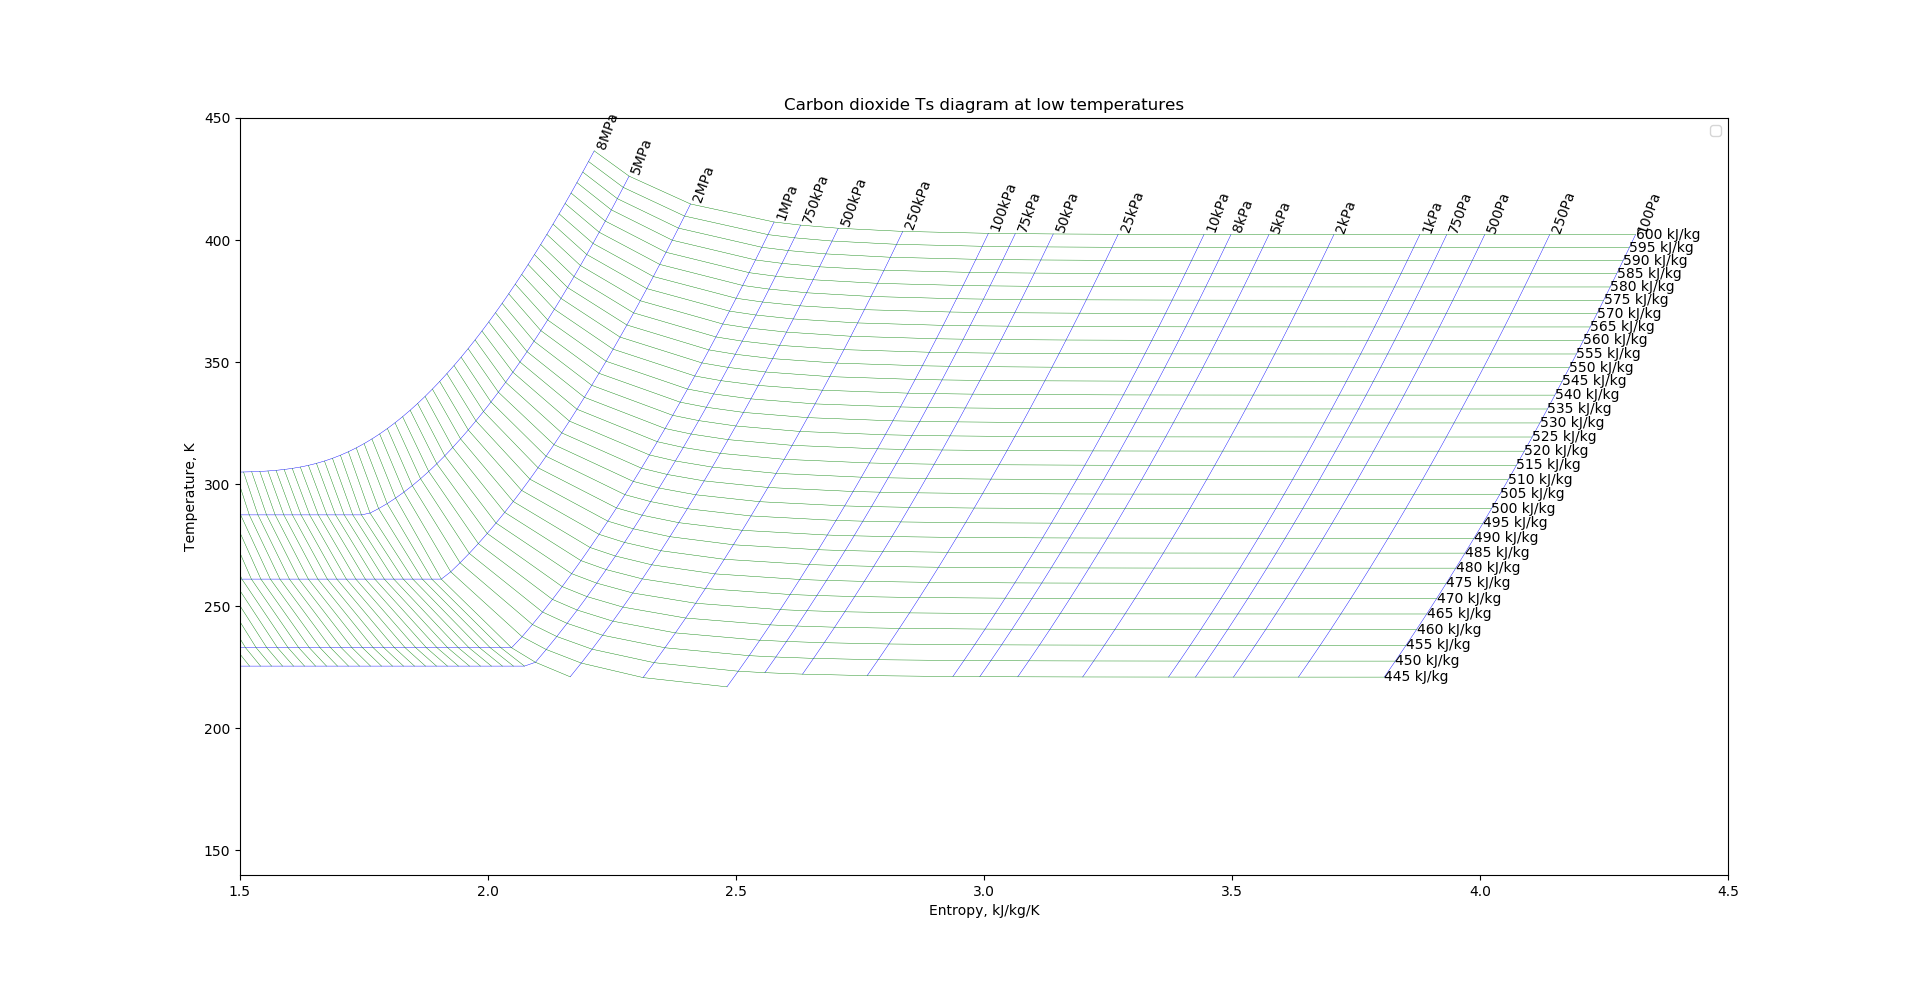 Carbon dioxide Ts diagram at low temperatures
8MPa
5MPa
2MPa
1MPa
750kPa
500kPa
250kPa
100kPa
75kPa
50kPa
25kPa
10kPa
8kPa
5kPa
2kPa
1kPa
750Pa
500Pa
250Pa
100Pa
600 kJ/kg
595 kJ/kg
590 kJ/kg
585 kJ/kg
580 kJ/kg
575 kJ/kg
570 kJ/kg
565 kJ/kg
560 kJ/kg
555 kJ/kg
550 kJ/kg
545 kJ/kg
540 kJ/kg
535 kJ/kg
530 kJ/kg
525 kJ/kg
520 kJ/kg
515 kJ/kg
510 kJ/kg
505 kJ/kg
500 kJ/kg
495 kJ/kg
490 kJ/kg
485 kJ/kg
480 kJ/kg
475 kJ/kg
470 kJ/kg
465 kJ/kg
460 kJ/kg
455 kJ/kg
450 kJ/kg
445 kJ/kg
450
400
350
300
250
200
150
Temperature, K
1.5 2.0 2.5 3.0 3.5 4.0 4.5
Entropy, kJ/kg/K